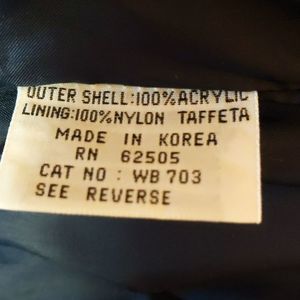 OUTER SHELL:100%ACRYLIC
LINING:100%NYLON TAFFETA
MADE IN KOREA
RN 62505
CAT NO : WB 703
SEE REVERSE